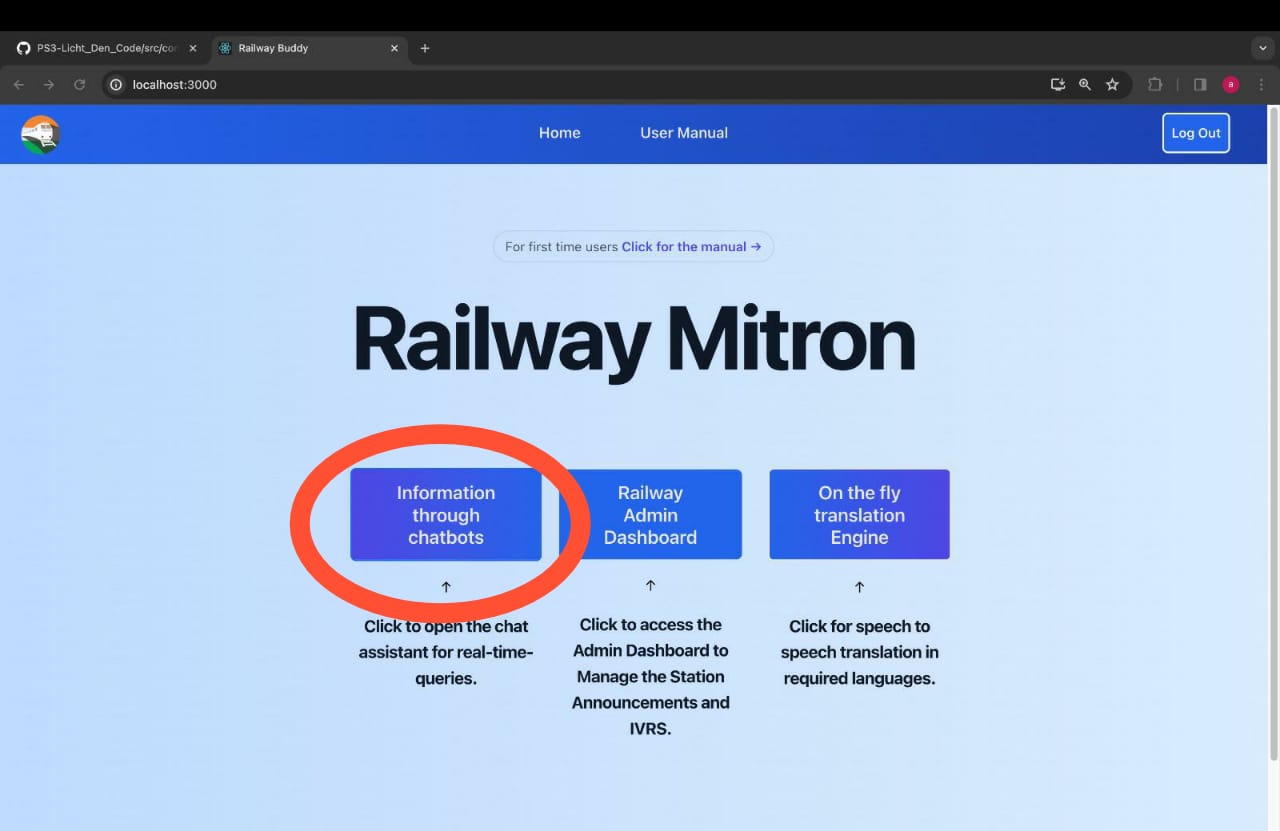 PS3-Licht_Den_Code/src/co
Railway Buddy
localhost:3000
a
Home
User Manual
Log Out
For first time users Click for the manual →
Railway Mitron
Information
through
chatbots
Railway
Admin
Dashboard
On the fly
translation
Engine
Click to open the chat
assistant for real-time-
queries.
Click to access the
Admin Dashboard to
Manage the Station
Announcements and
IVRS.
Click for speech to
speech translation in
required languages.